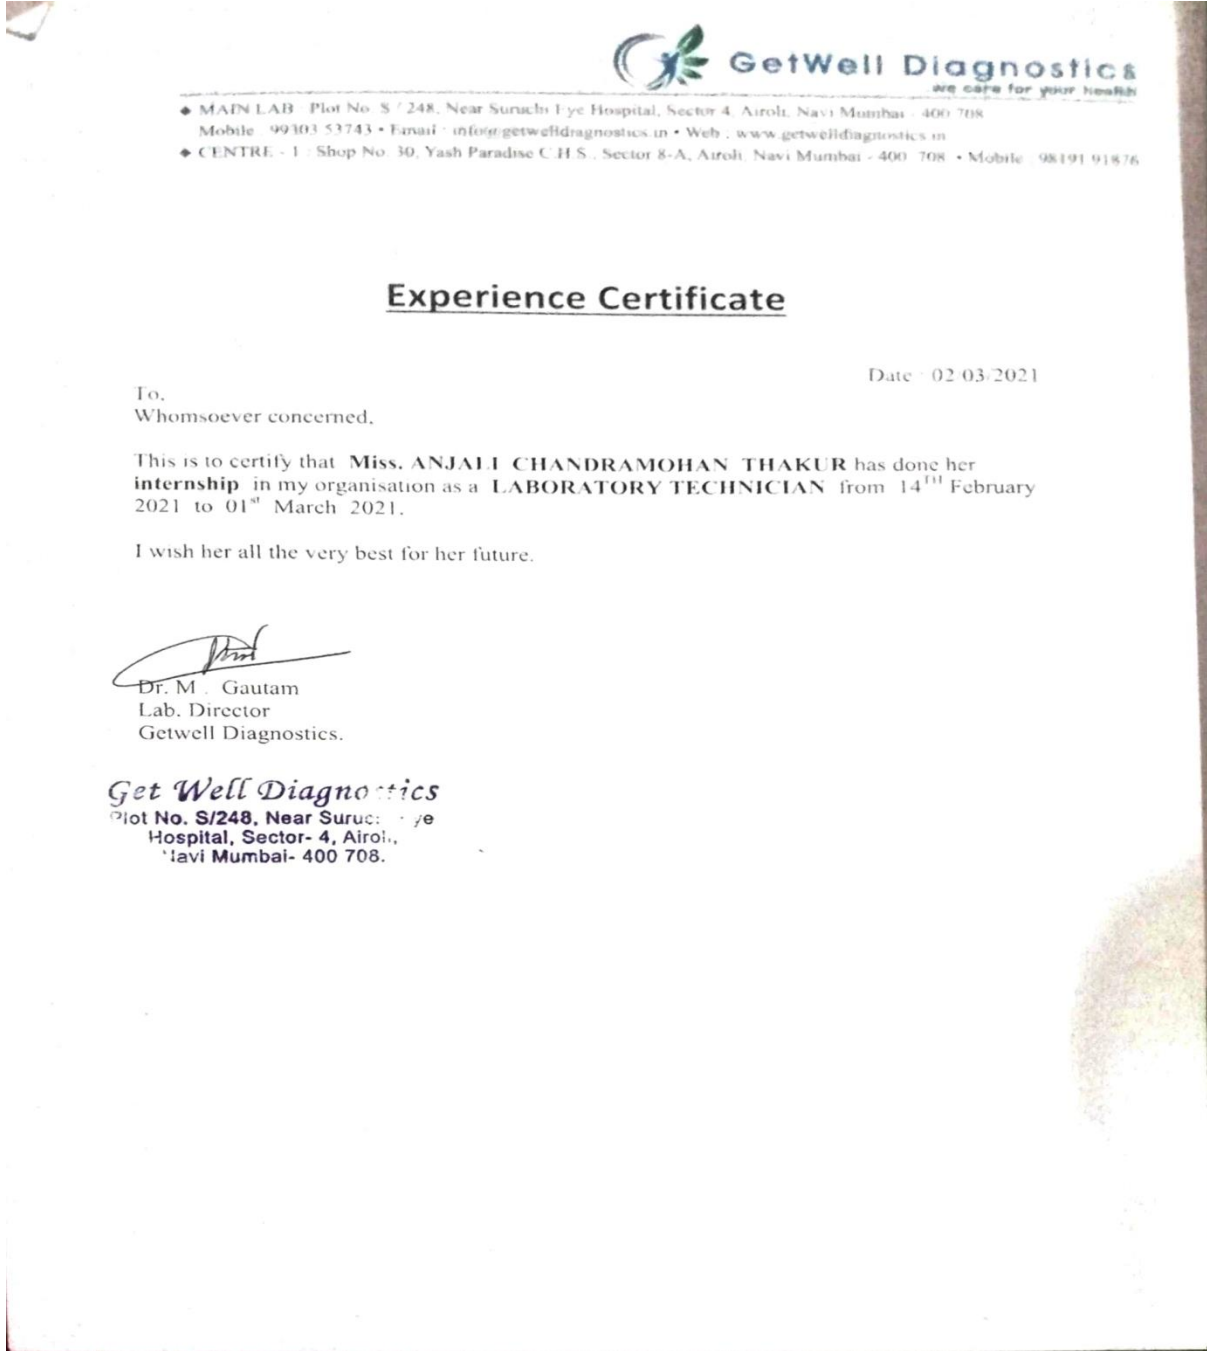 GetWell Diagnostics
we care for your health
◆ MAIN LAB : Plot No. S / 248, Near Suruchi Eye Hospital, Sector 4, Airoli, Navi Mumbai - 400 708
Mobile : 99303 53743 • Email : info@getwelldiagnostics.in • Web : www.getwelldiagnostics.in
◆ CENTRE - 1 : Shop No. 30, Yash Paradise C.H.S., Sector 8-A, Airoli, Navi Mumbai - 400 708 • Mobile : 98191 91876
Experience Certificate
Date : 02/03/2021
To,
Whomsoever concerned,
This is to certify that Miss. ANJALI CHANDRAMOHAN THAKUR has done her
internship in my organisation as a LABORATORY TECHNICIAN from 14TH February
2021 to 01st March 2021.
I wish her all the very best for her future.
Dr. M . Gautam
Lab. Director
Getwell Diagnostics.
Get Well Diagnostics
Plot No. S/248, Near
Hospital, Sector- 4, Airoli,
Navi Mumbai- 400 708.